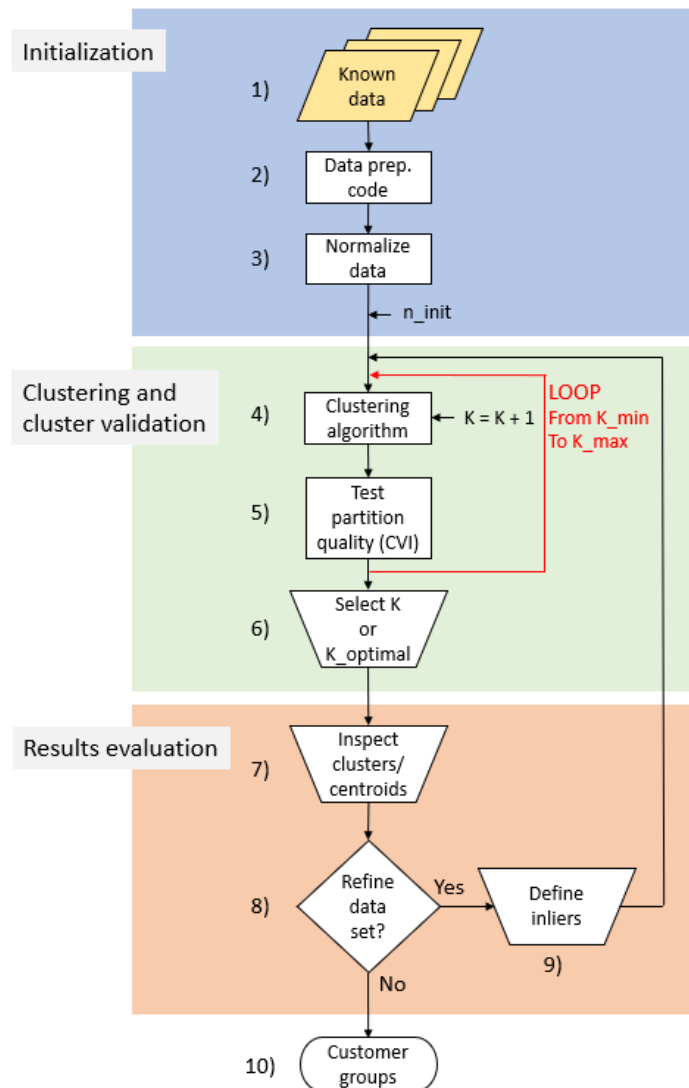 Initialization
1)
Known
data
2)
Data prep.
code
3)
Normalize
data
n_init
Clustering and
cluster validation
4)
Clustering
algorithm
K = K + 1
LOOP
From K_min
To K_max
5)
Test
partition
quality (CVI)
6)
Select K
or
K_optimal
Results evaluation
7)
Inspect
clusters/
centroids
8)
Refine
data
set?
Yes
Define
inliers
9)
No
10)
Customer
groups